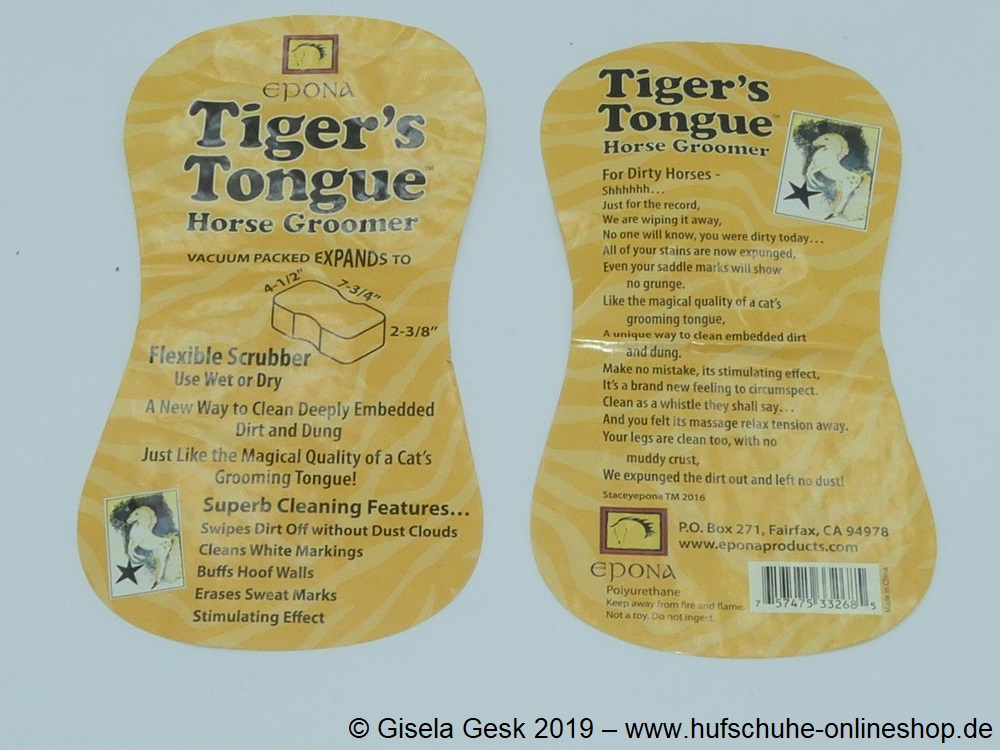 EPONA
Tiger's
Tongue™
Horse Groomer
VACUUM PACKED EXPANDS TO
4-1/2"
7-3/4"
2-3/8"
Flexible Scrubber
Use Wet or Dry
A New Way to Clean Deeply Embedded
Dirt and Dung
Just Like the Magical Quality of a Cat's
Grooming Tongue!
Superb Cleaning Features...
Swipes Dirt Off without Dust Clouds
Cleans White Markings
Buffs Hoof Walls
Erases Sweat Marks
Stimulating Effect
Tiger's
Tongue™
Horse Groomer
For Dirty Horses -
Shhhhhh...
Just for the record,
We are wiping it away,
No one will know, you were dirty today...
All of your stains are now expunged,
Even your saddle marks will show
no grunge.
Like the magical quality of a cat's
grooming tongue,
A unique way to clean embedded dirt
and dung.
Make no mistake, its stimulating effect,
It's a brand new feeling to circumspect.
Clean as a whistle they shall say...
And you felt its massage relax tension away.
Your legs are clean too, with no
muddy crust,
We expunged the dirt out and left no dust!
Staceyepona TM 2016
P.O. Box 271, Fairfax, CA 94978
www.eponaproducts.com
EPONA
Polyurethane
Keep away from fire and flame.
Not a toy. Do not ingest.
7 57475 33268 5
Made in China
© Gisela Gesk 2019 – www.hufschuhe-onlineshop.de